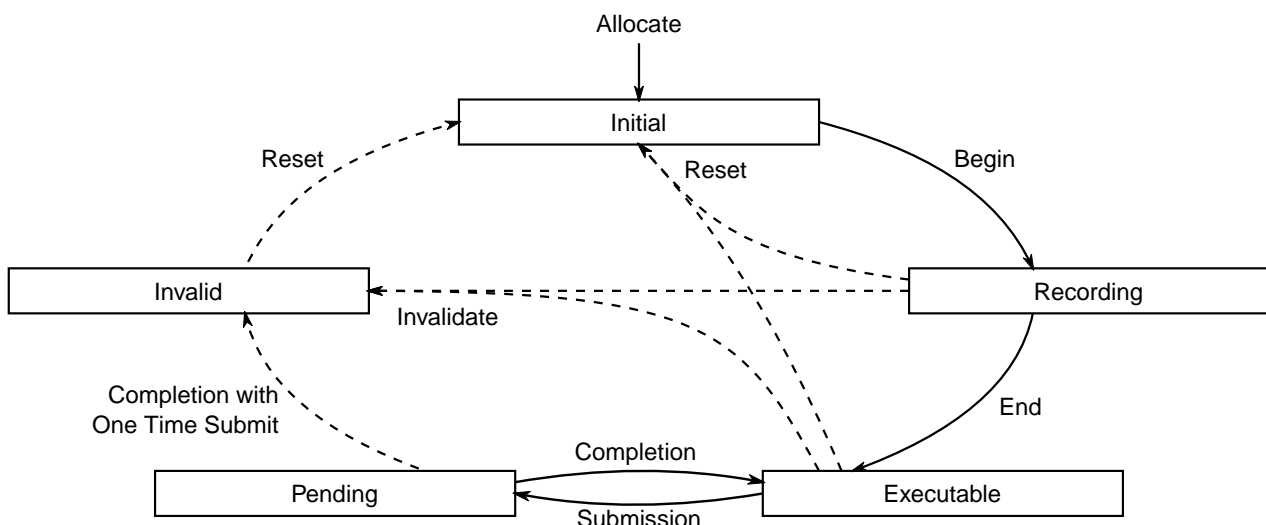 Allocate
Initial
Reset
Reset
Begin
Invalid
Recording
Invalidate
Completion with
One Time Submit
End
Completion
Pending
Executable
Submission